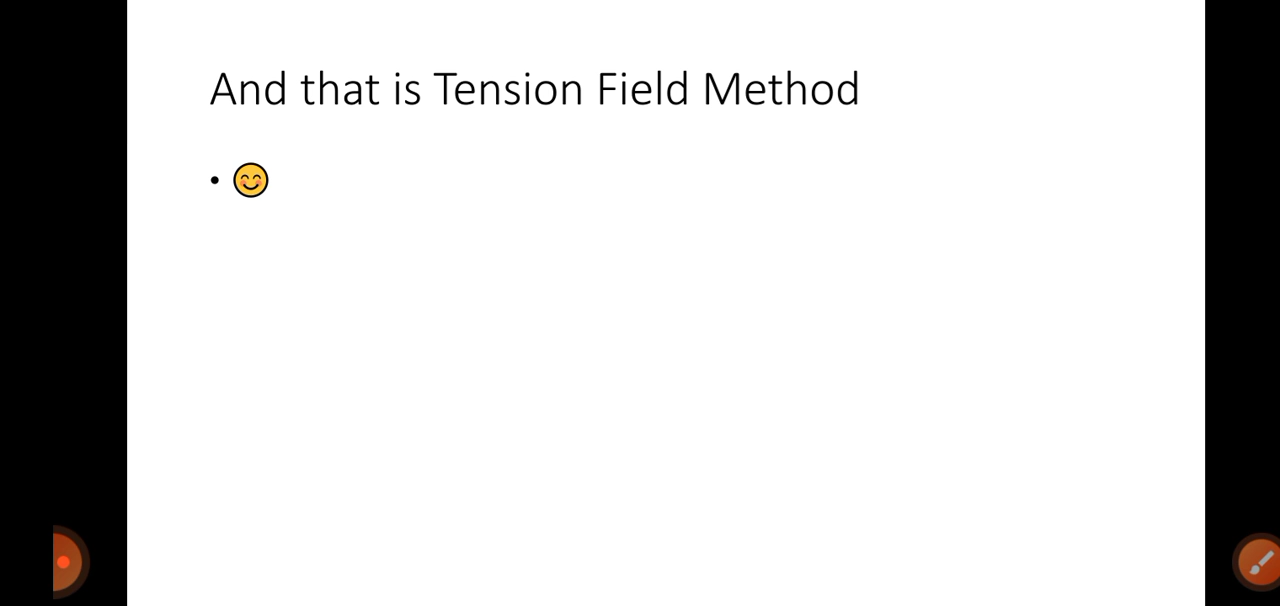 And that is Tension Field Method
• 😊